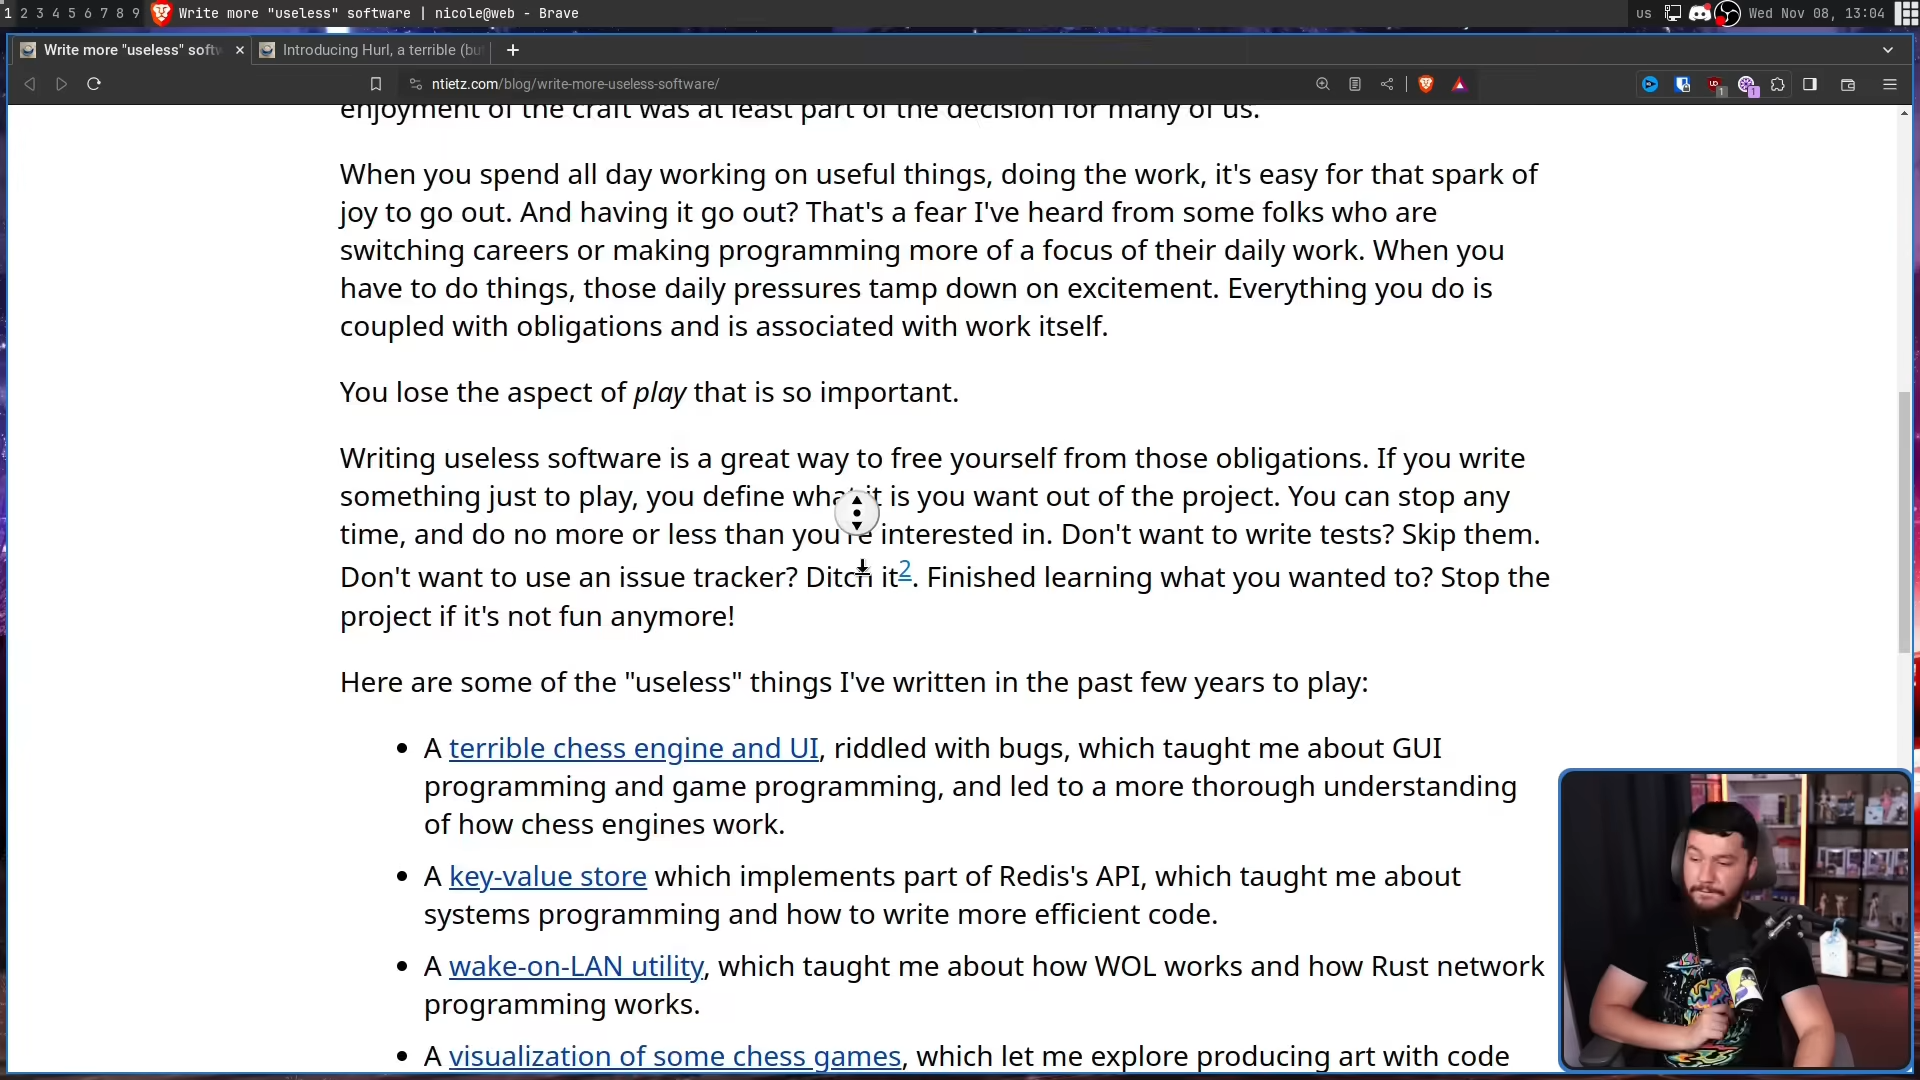 1 2 3 4 5 6 7 8 9 Write more "useless" software | nicole@web - Brave us Wed Nov 08, 13:04
Write more "useless" softw Introducing Hurl, a terrible (bu
ntietz.com/blog/write-more-useless-software/
enjoyment of the craft was at least part of the decision for many of us.
When you spend all day working on useful things, doing the work, it's easy for that spark of
joy to go out. And having it go out? That's a fear I've heard from some folks who are
switching careers or making programming more of a focus of their daily work. When you
have to do things, those daily pressures tamp down on excitement. Everything you do is
coupled with obligations and is associated with work itself.
You lose the aspect of play that is so important.
Writing useless software is a great way to free yourself from those obligations. If you write
something just to play, you define what it is you want out of the project. You can stop any
time, and do no more or less than you're interested in. Don't want to write tests? Skip them.
Don't want to use an issue tracker? Ditch it2. Finished learning what you wanted to? Stop the
project if it's not fun anymore!
Here are some of the "useless" things I've written in the past few years to play:
• A terrible chess engine and UI, riddled with bugs, which taught me about GUI
programming and game programming, and led to a more thorough understanding
of how chess engines work.
• A key-value store which implements part of Redis's API, which taught me about
systems programming and how to write more efficient code.
• A wake-on-LAN utility, which taught me about how WOL works and how Rust network
programming works.
• A visualization of some chess games, which let me explore producing art with code